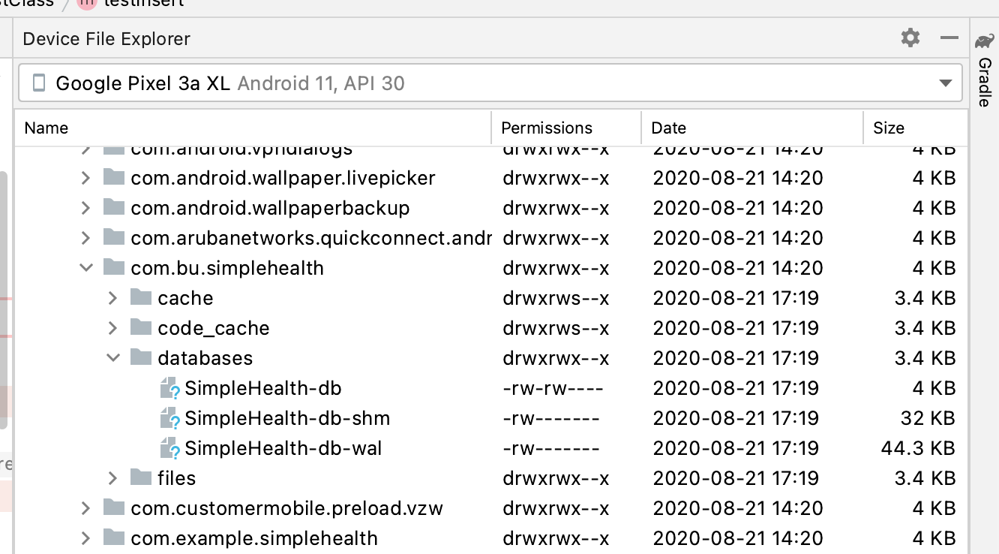 testInsert
Device File Explorer
Google Pixel 3a XL Android 11, API 30
Gradle
Name Permissions Date Size
com.android.vpndialogs drwxrwx--x 2020-08-21 14:20 4 KB
com.android.wallpaper.livepicker drwxrwx--x 2020-08-21 14:20 4 KB
com.android.wallpaperbackup drwxrwx--x 2020-08-21 14:20 4 KB
com.arubanetworks.quickconnect.andr drwxrwx--x 2020-08-21 14:20 4 KB
com.bu.simplehealth drwxrwx--x 2020-08-21 14:20 4 KB
cache drwxrws--x 2020-08-21 17:19 3.4 KB
code_cache drwxrws--x 2020-08-21 17:19 3.4 KB
databases drwxrwx--x 2020-08-21 17:19 3.4 KB
SimpleHealth-db -rw-rw---- 2020-08-21 17:19 4 KB
SimpleHealth-db-shm -rw------- 2020-08-21 17:19 32 KB
SimpleHealth-db-wal -rw------- 2020-08-21 17:19 44.3 KB
files drwxrwx--x 2020-08-21 17:19 3.4 KB
com.customermobile.preload.vzw drwxrwx--x 2020-08-21 14:20 4 KB
com.example.simplehealth drwxrwx--x 2020-08-21 14:20 4 KB